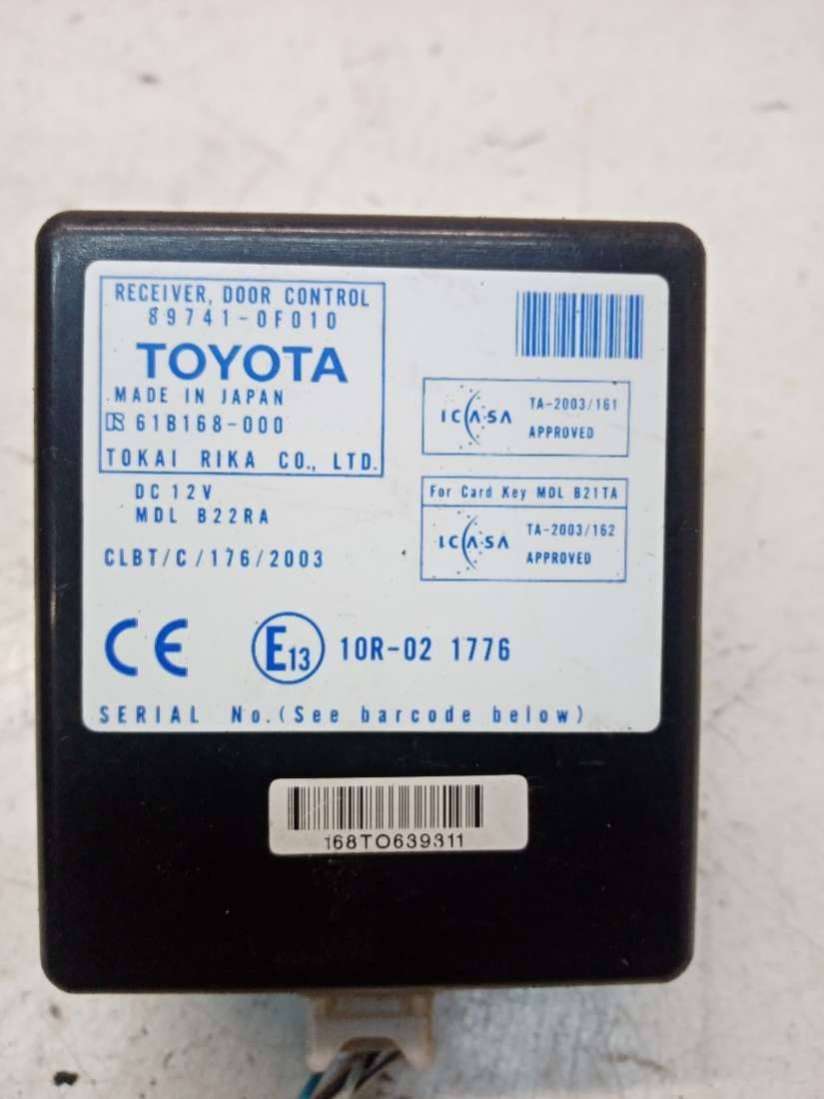 RECEIVER, DOOR CONTROL
89741-0F010
TOYOTA
MADE IN JAPAN
61B168-000
TOKAI RIKA CO., LTD.
DC 12V
MDL B22RA
CLBT/C/176/2003
ICASA
TA-2003/161
APPROVED
For Card Key MDL B21TA
ICASA
TA-2003/162
APPROVED
CE
E13 10R-02 1776
SERIAL No.(See barcode below)
168TO639311